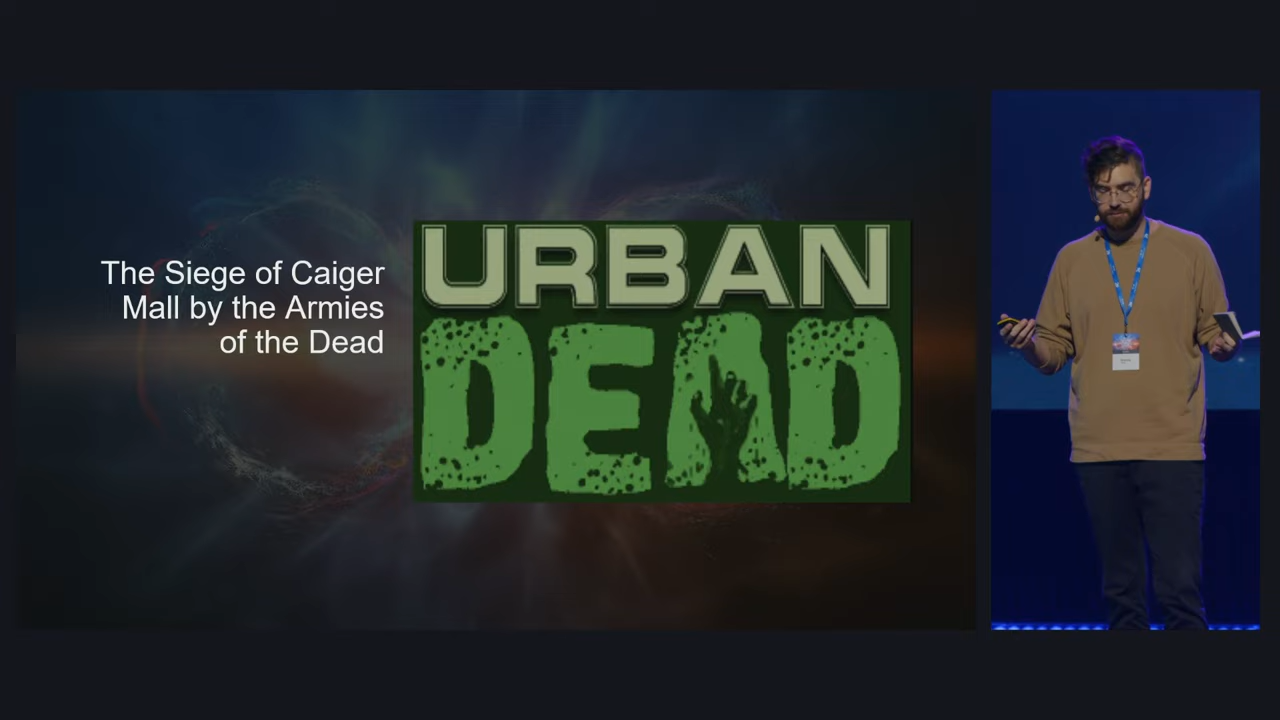 The Siege of Caiger
Mall by the Armies
of the Dead
URBAN
DEAD